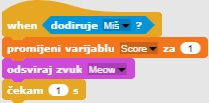 when dodiruje Miš ?
promijeni varijablu Score za 1
odsviraj zvuk Meow
čekam 1 s